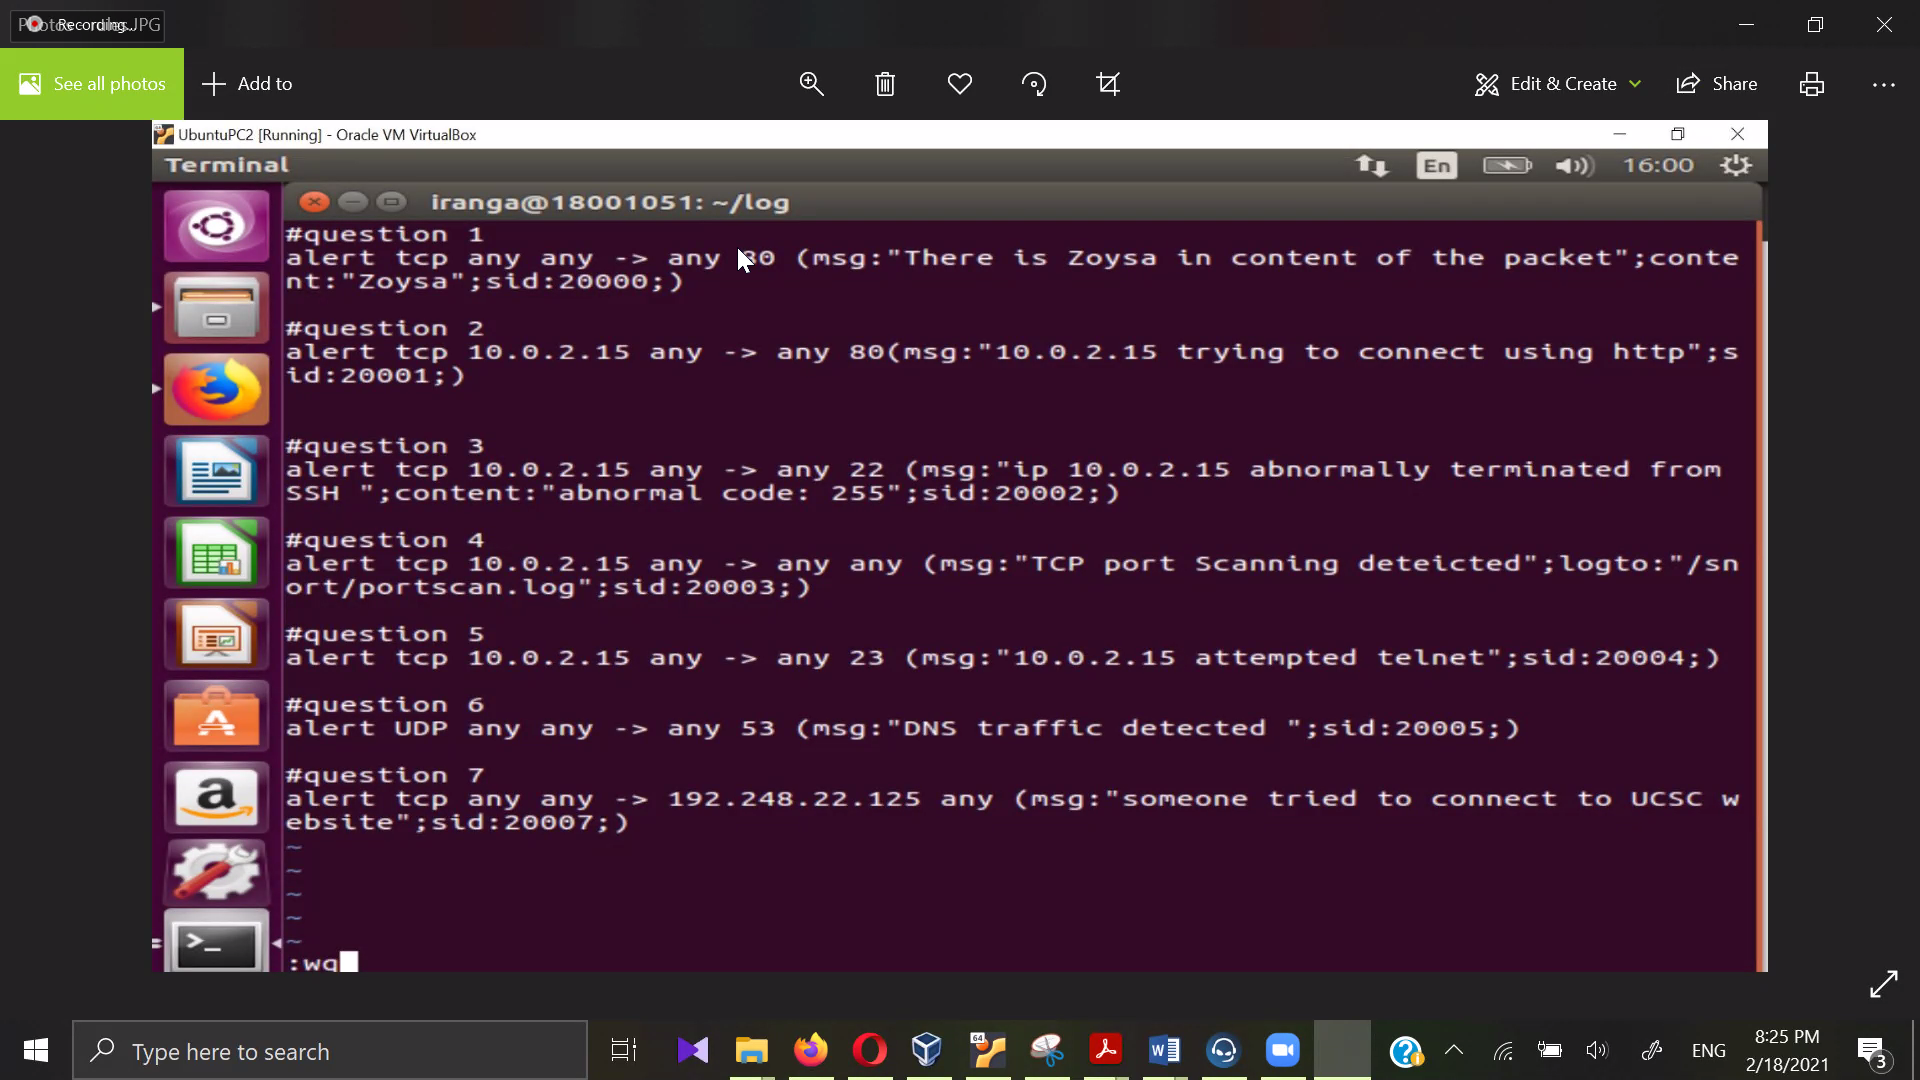 Recording...
See all photos
Add to
Edit & Create
Share
UbuntuPC2 [Running] - Oracle VM VirtualBox
Terminal
En
16:00
iranga@18001051: ~/log
#question 1
alert tcp any any -> any 80 (msg:"There is Zoysa in content of the packet";conte
nt:"Zoysa";sid:20000;)
#question 2
alert tcp 10.0.2.15 any -> any 80(msg:"10.0.2.15 trying to connect using http";s
id:20001;)
#question 3
alert tcp 10.0.2.15 any -> any 22 (msg:"ip 10.0.2.15 abnormally terminated from
SSH ";content:"abnormal code: 255";sid:20002;)
#question 4
alert tcp 10.0.2.15 any -> any any (msg:"TCP port Scanning deteicted";logto:"/sn
ort/portscan.log";sid:20003;)
#question 5
alert tcp 10.0.2.15 any -> any 23 (msg:"10.0.2.15 attempted telnet";sid:20004;)
#question 6
alert UDP any any -> any 53 (msg:"DNS traffic detected ";sid:20005;)
#question 7
alert tcp any any -> 192.248.22.125 any (msg:"someone tried to connect to UCSC w
ebsite";sid:20007;)
~
~
~
~
~
:wq
Type here to search
64
ENG
8:25 PM
2/18/2021
3